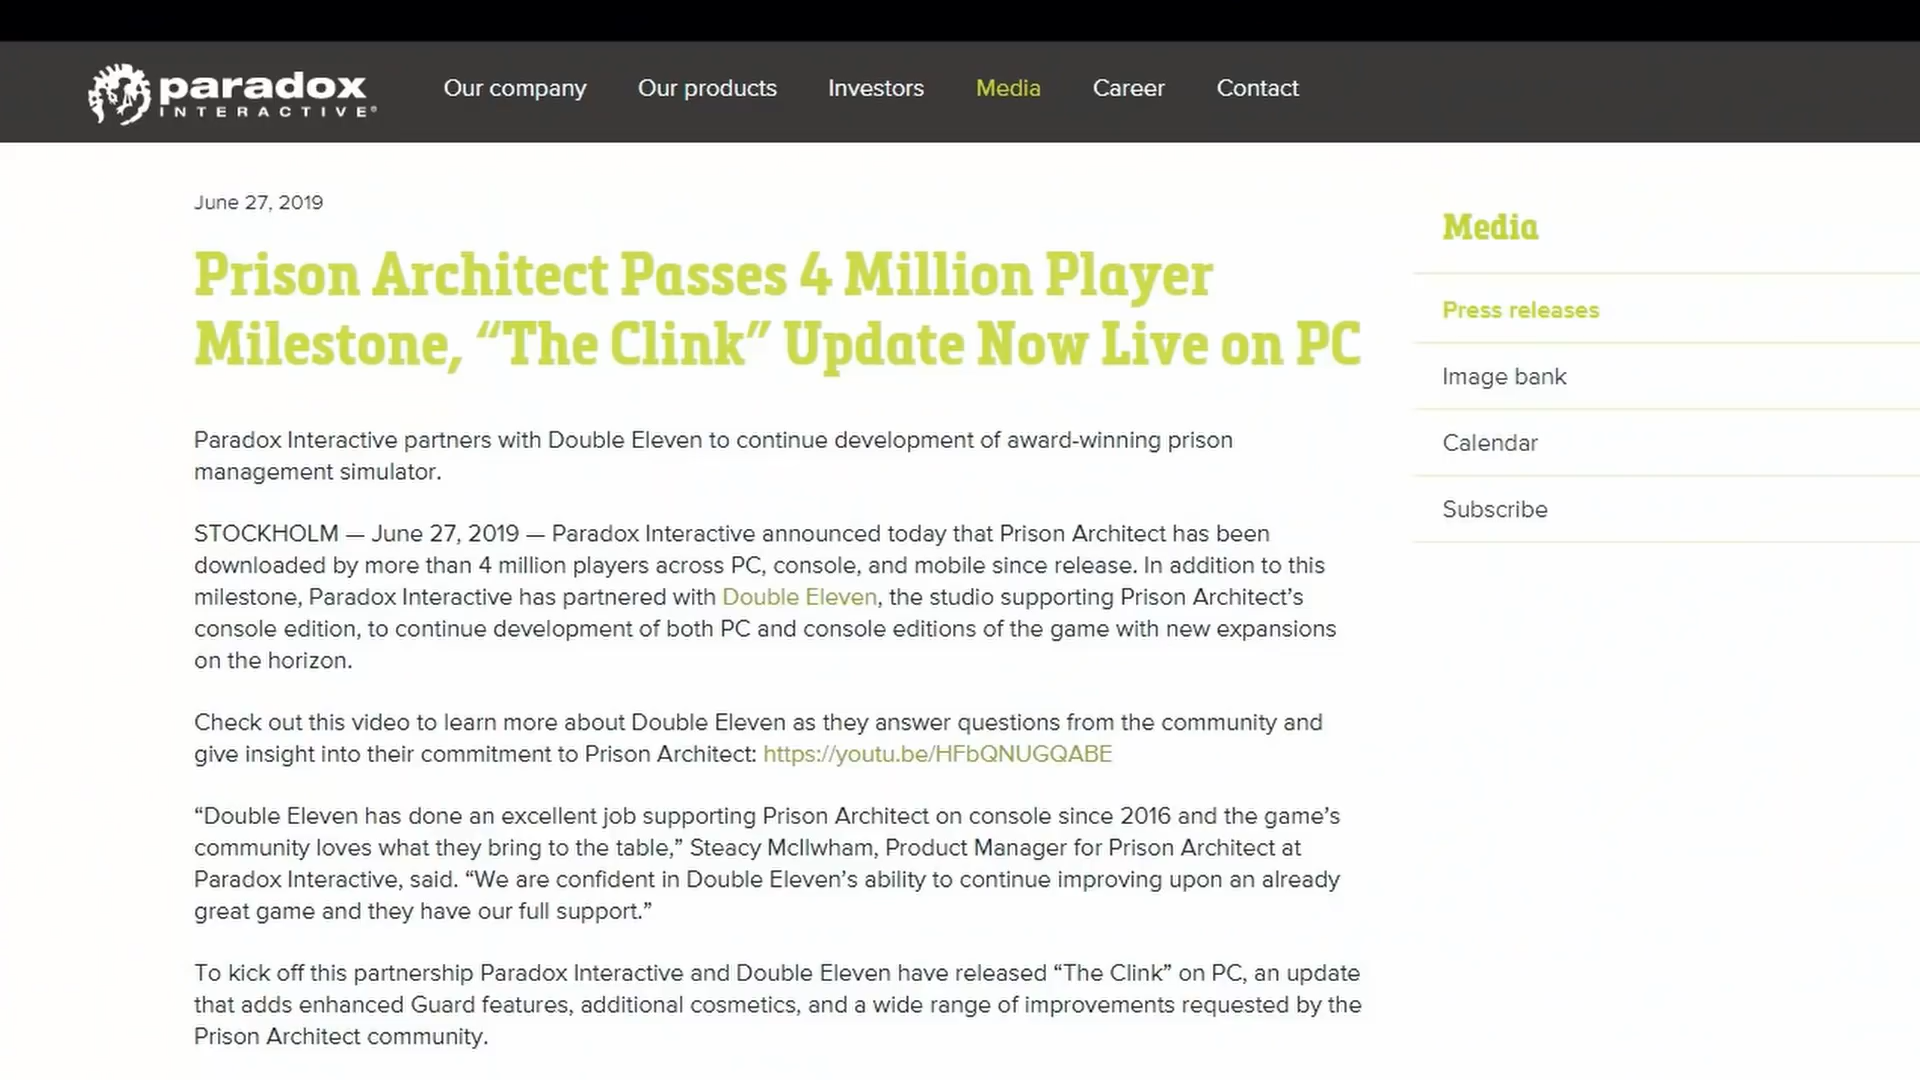 paradox
INTERACTIVE®
Our company
Our products
Investors
Media
Career
Contact
June 27, 2019
Prison Architect Passes 4 Million Player
Milestone, “The Clink” Update Now Live on PC
Paradox Interactive partners with Double Eleven to continue development of award-winning prison
management simulator.
STOCKHOLM — June 27, 2019 — Paradox Interactive announced today that Prison Architect has been
downloaded by more than 4 million players across PC, console, and mobile since release. In addition to this
milestone, Paradox Interactive has partnered with Double Eleven, the studio supporting Prison Architect’s
console edition, to continue development of both PC and console editions of the game with new expansions
on the horizon.
Check out this video to learn more about Double Eleven as they answer questions from the community and
give insight into their commitment to Prison Architect: https://youtu.be/HFbQNUGQABE
“Double Eleven has done an excellent job supporting Prison Architect on console since 2016 and the game’s
community loves what they bring to the table,” Steacy McIlwham, Product Manager for Prison Architect at
Paradox Interactive, said. “We are confident in Double Eleven’s ability to continue improving upon an already
great game and they have our full support.”
To kick off this partnership Paradox Interactive and Double Eleven have released “The Clink” on PC, an update
that adds enhanced Guard features, additional cosmetics, and a wide range of improvements requested by the
Prison Architect community.
Media
Press releases
Image bank
Calendar
Subscribe